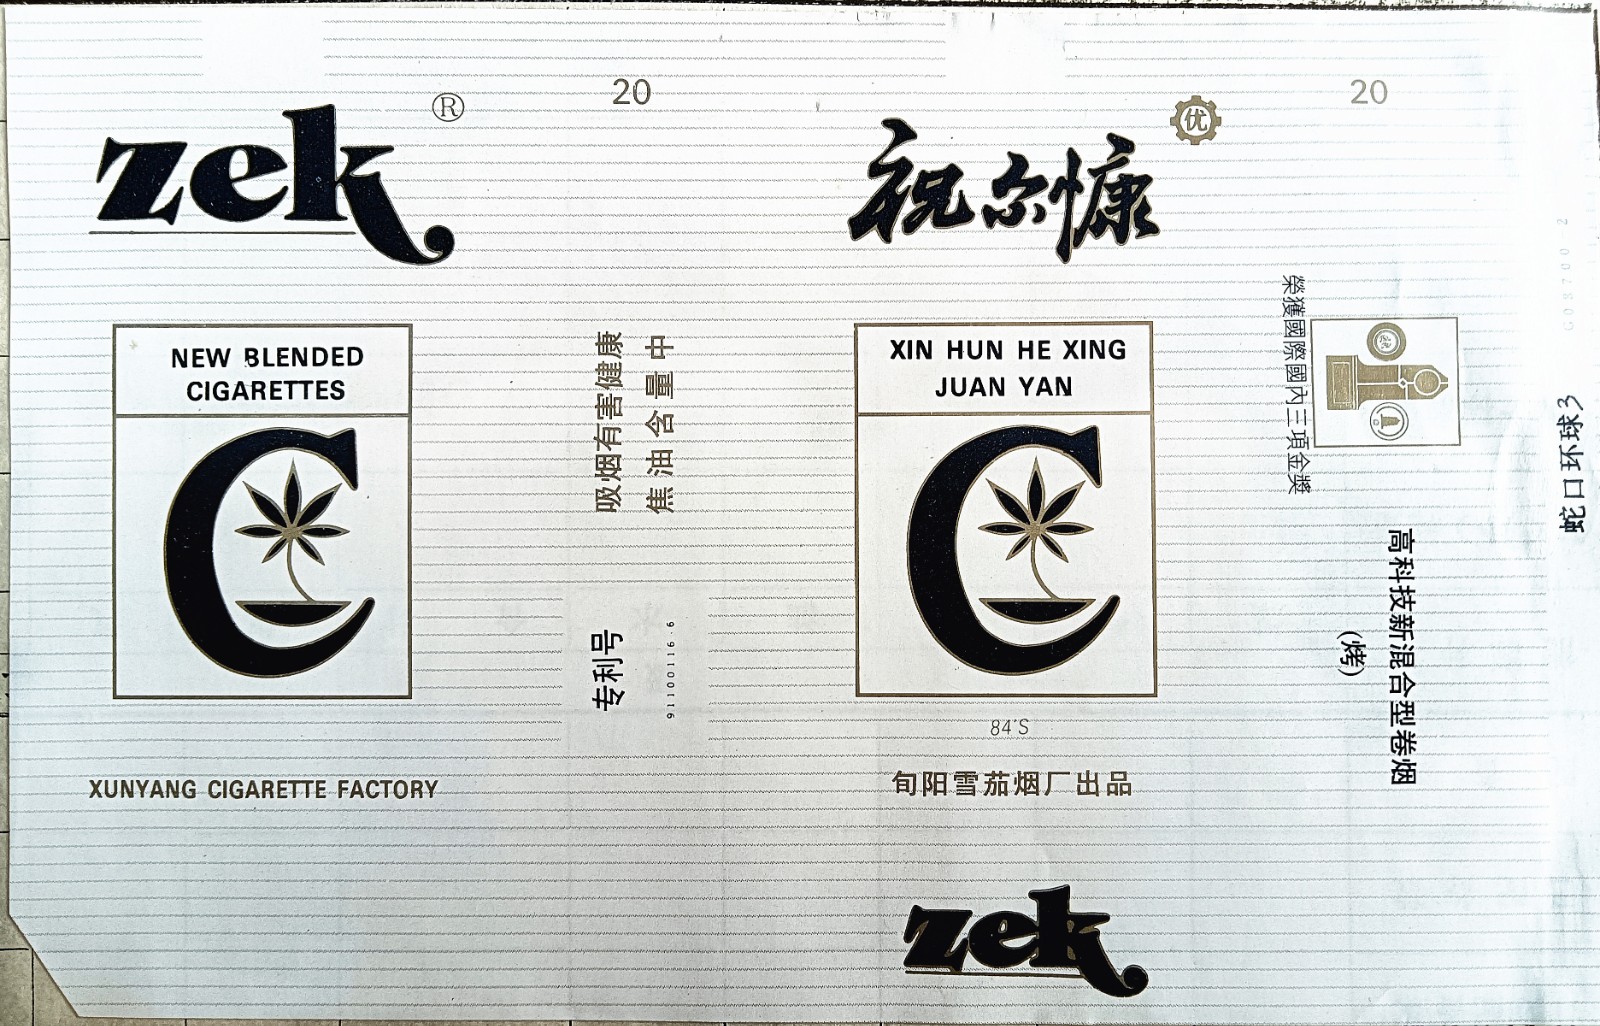 zek ®
NEW BLENDED
CIGARETTES
XUNYANG CIGARETTE FACTORY
20
吸烟有害健康
焦油含量中
专利号
91100116·6
祝尔慷
优
XIN HUN HE XING
JUAN YAN
84'S
旬阳雪茄烟厂出品
zek
20
榮獲國際國內三項金獎
高科技新混合型卷烟
(烤)
蛇口环球3